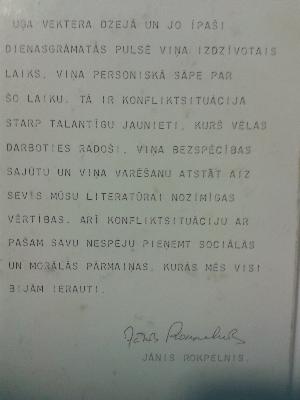 UĢA VEKTERA DZEJĀ UN JO ĪPAŠI
DIENASGRĀMATĀS PULSĒ VIŅA IZDZĪVOTAIS
LAIKS, VIŅA PERSONISKĀ SĀPE PAR
ŠO LAIKU. TĀ IR KONFLIKTSITUĀCIJA
STARP TALANTĪGU JAUNIETI, KURŠ VĒLAS
DARBOTIES RADOŠI, VIŅA BEZSPĒCĪBAS
SAJŪTU UN VIŅA VARĒŠANU ATSTĀT AIZ
SEVIS MŪSU LITERATŪRAI NOZĪMĪGAS
VĒRTĪBAS. ARĪ KONFLIKTSITUĀCIJU AR
PAŠAM SAVU NESPĒJU PIEŅEMT SOCIĀLĀS
UN MORĀLĀS PĀRMAIŅAS, KURĀS MĒS VISI
BIJĀM IERAUTI.
JĀNIS ROKPELNIS.